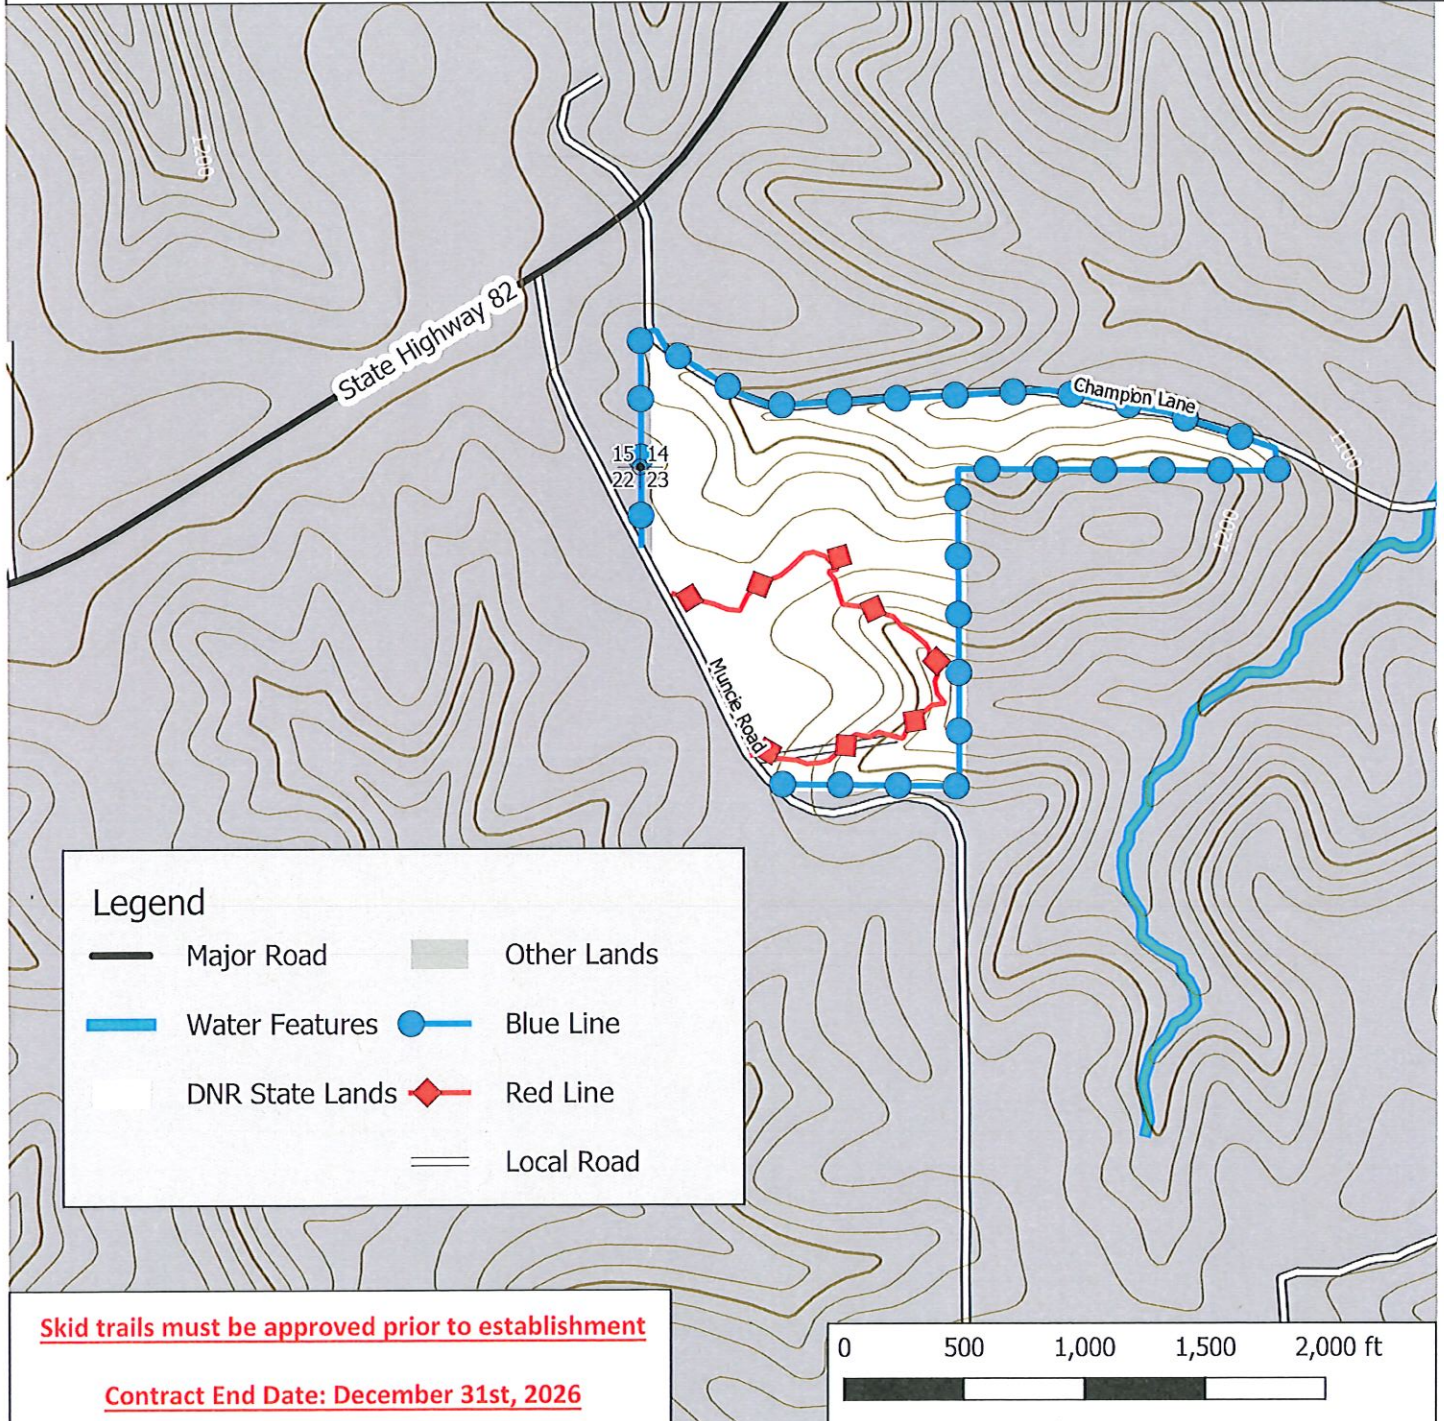 1200
State Highway 82
Champion Lane
15 14
22 23
1100
1200
Muncie Road
Legend
Major Road
Other Lands
Water Features
Blue Line
DNR State Lands
Red Line
Local Road
Skid trails must be approved prior to establishment
Contract End Date: December 31st, 2026
0 500 1,000 1,500 2,000 ft